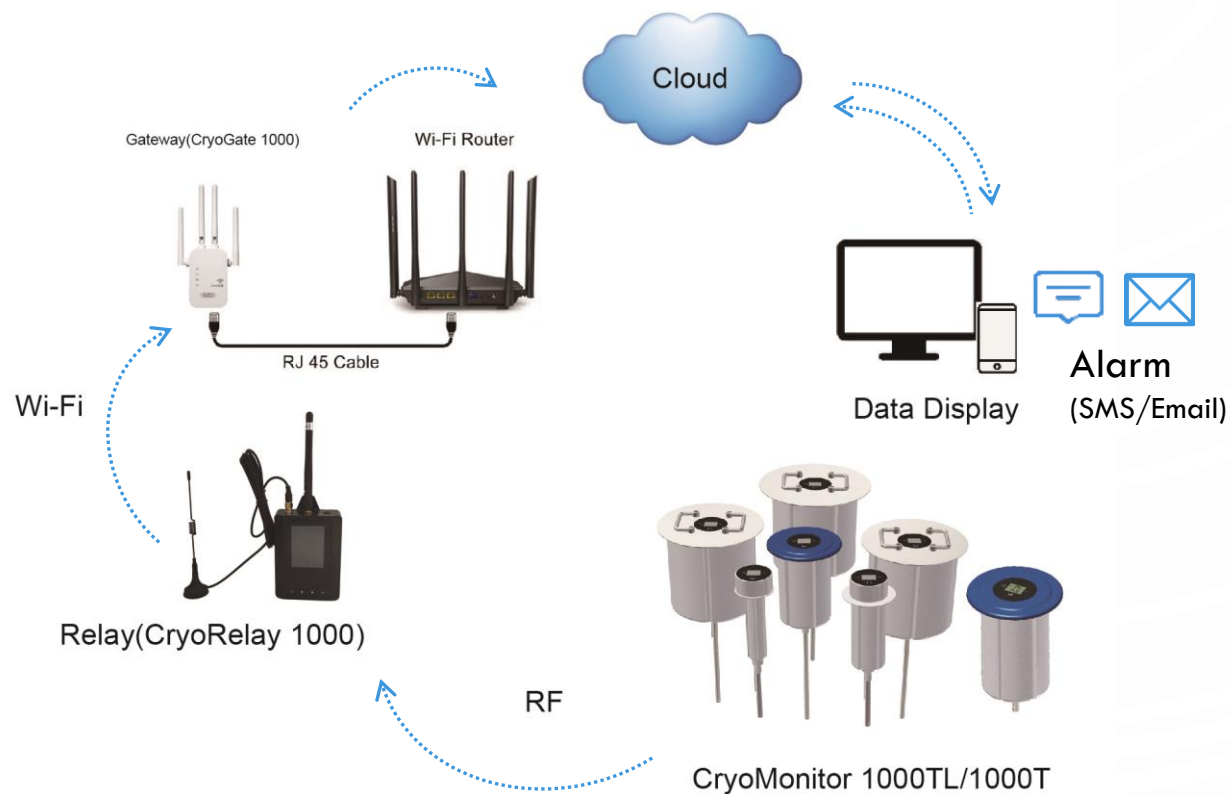 Cloud
Gateway(CryoGate 1000)
Wi-Fi Router
RJ 45 Cable
Wi-Fi
Data Display
Alarm
(SMS/Email)
Relay(CryoRelay 1000)
RF
CryoMonitor 1000TL/1000T